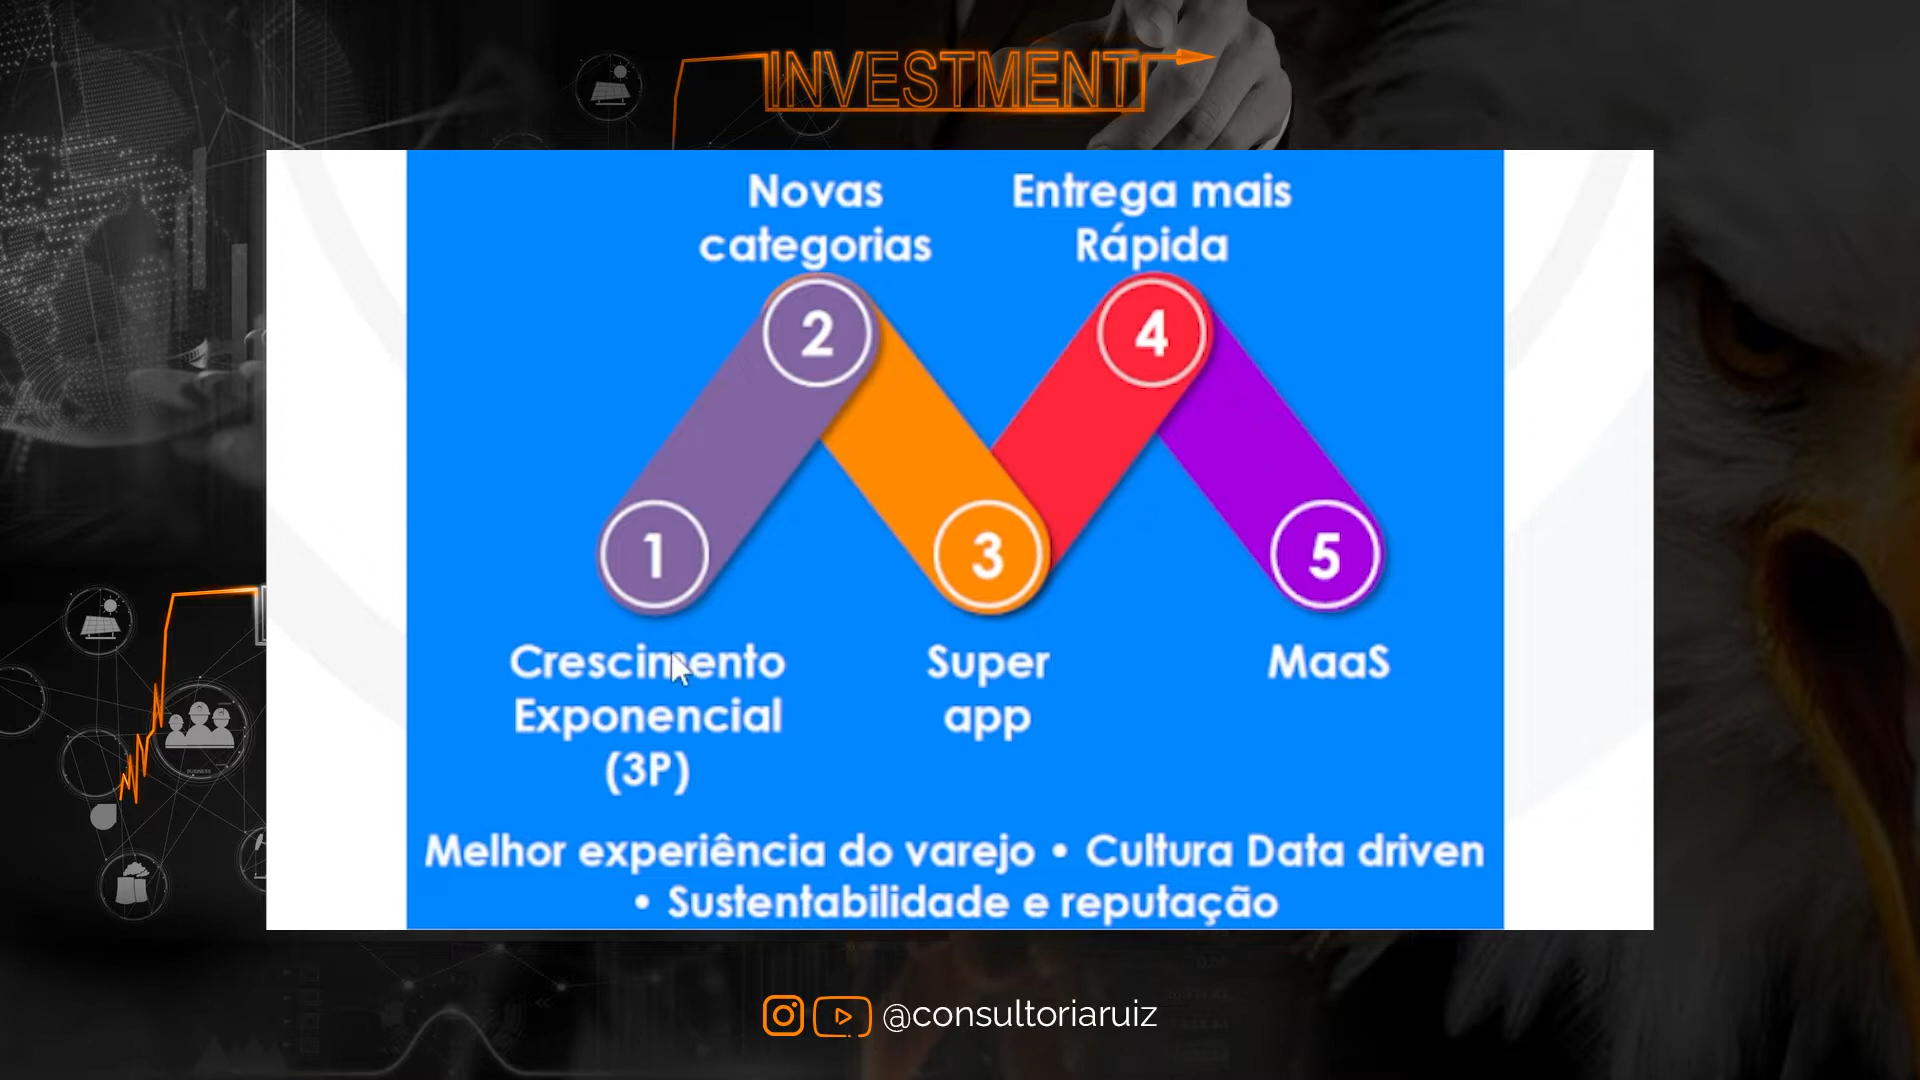 INVESTMENT
Novas
categorias
Entrega mais
Rápida
2
4
1
3
5
Crescimento
Exponencial
(3P)
Super
app
MaaS
Melhor experiência do varejo • Cultura Data driven
• Sustentabilidade e reputação
@consultoriaruiz